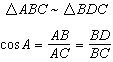 △ABC ~ △BDC
cos A = AB/AC = BD/BC